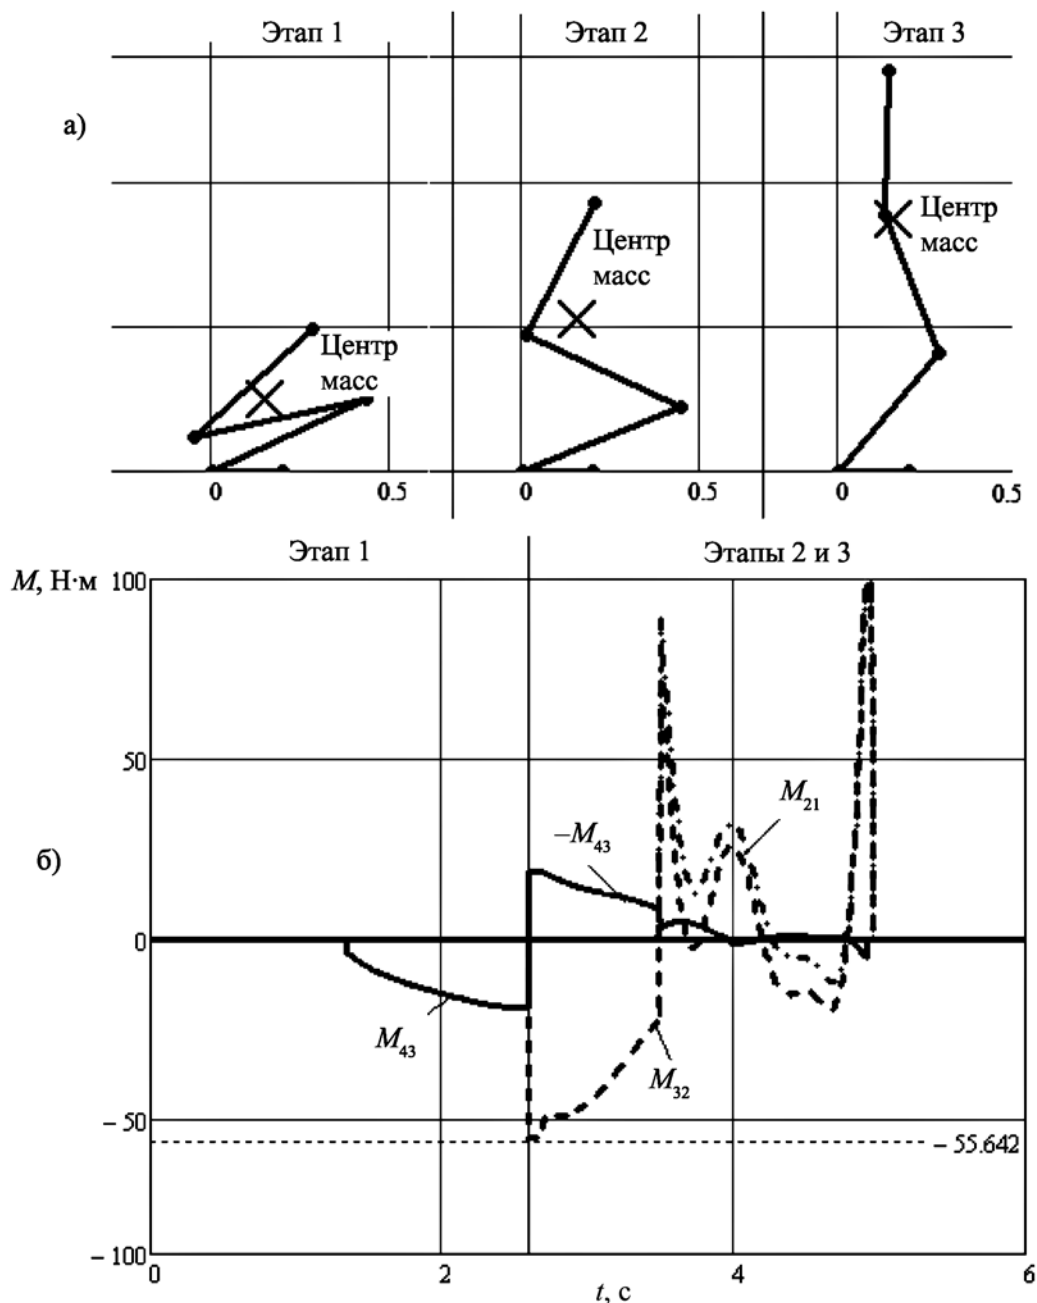 Этап 1
Этап 2
Этап 3
а)
Центр
масс
Центр
масс
Центр
масс
0
0.5
0
0.5
0
0.5
Этап 1
Этапы 2 и 3
M, Н·м
100
50
M21
–M43
б)
0
M43
M32
– 50
– 55.642
– 100
0
2
4
6
t, с